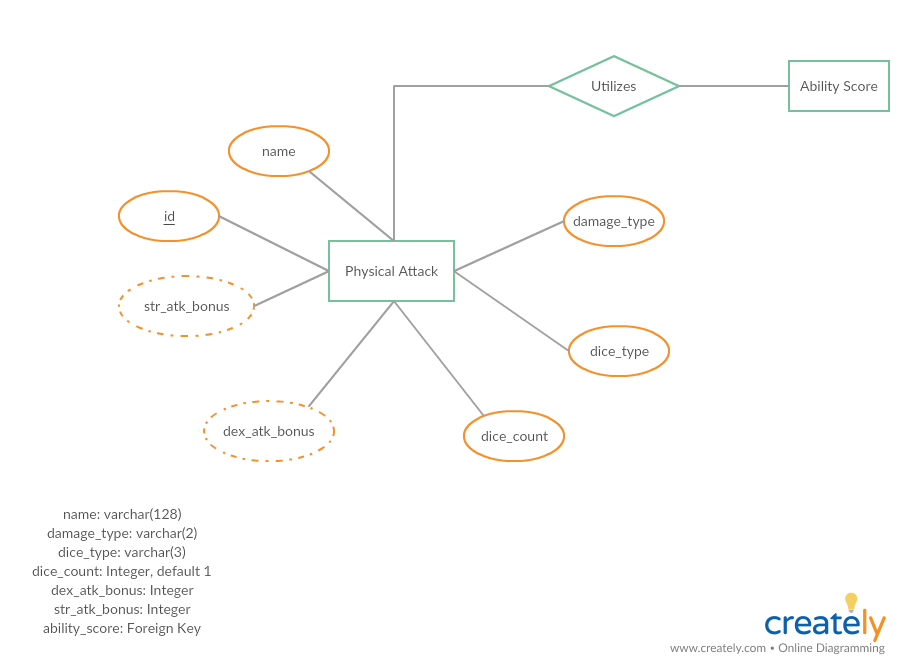 Utilizes
Ability Score
name
id
damage_type
Physical Attack
str_atk_bonus
dice_type
dex_atk_bonus
dice_count
name: varchar(128)
damage_type: varchar(2)
dice_type: varchar(3)
dice_count: Integer, default 1
dex_atk_bonus: Integer
str_atk_bonus: Integer
ability_score: Foreign Key
creately
www.creately.com • Online Diagramming